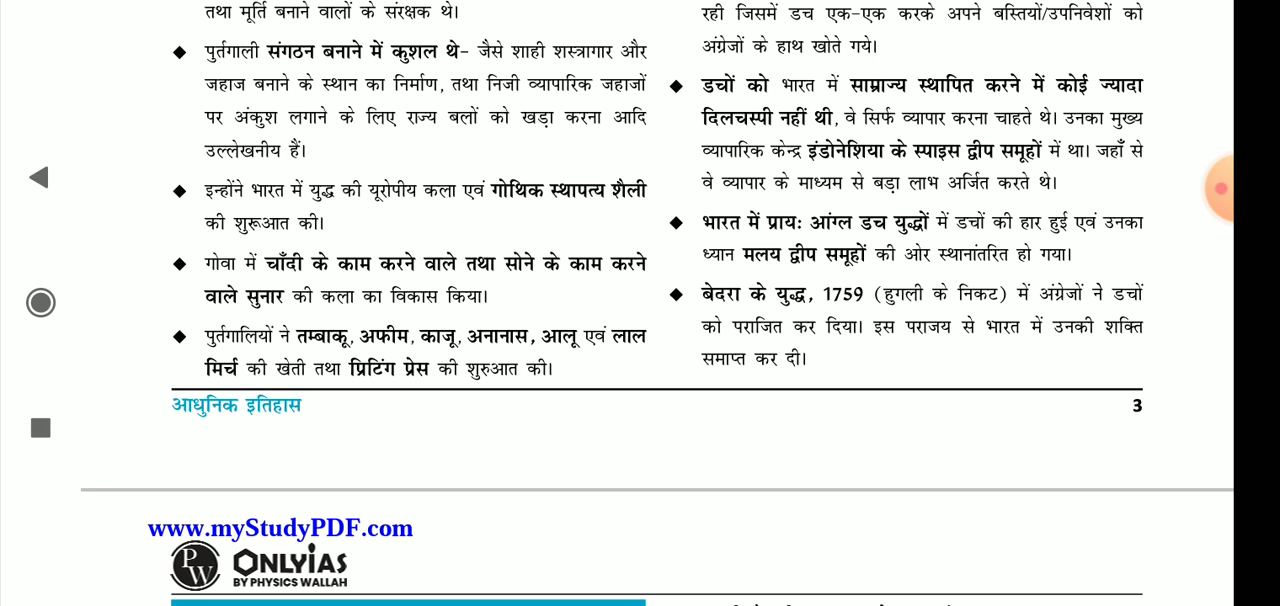 तथा मूर्ति बनाने वालों के संरक्षक थे।
◆ पुर्तगाली संगठन बनाने में कुशल थे- जैसे शाही शस्त्रागार और
जहाज बनाने के स्थान का निर्माण, तथा निजी व्यापारिक जहाजों
पर अंकुश लगाने के लिए राज्य बलों को खड़ा करना आदि
उल्लेखनीय हैं।
◆ इन्होंने भारत में युद्ध की यूरोपीय कला एवं गोथिक स्थापत्य शैली
की शुरूआत की।
◆ गोवा में चाँदी के काम करने वाले तथा सोने के काम करने
वाले सुनार की कला का विकास किया।
◆ पुर्तगालियों ने तम्बाकू, अफीम, काजू, अनानास, आलू एवं लाल
मिर्च की खेती तथा प्रिटिंग प्रेस की शुरुआत की।
रही जिसमें डच एक-एक करके अपने बस्तियों/उपनिवेशों को
अंग्रेजों के हाथ खोते गये।
◆ डचों को भारत में साम्राज्य स्थापित करने में कोई ज्यादा
दिलचस्पी नहीं थी, वे सिर्फ व्यापार करना चाहते थे। उनका मुख्य
व्यापारिक केन्द्र इंडोनेशिया के स्पाइस द्वीप समूहों में था। जहाँ से
वे व्यापार के माध्यम से बड़ा लाभ अर्जित करते थे।
◆ भारत में प्रायः आंग्ल डच युद्धों में डचों की हार हुई एवं उनका
ध्यान मलय द्वीप समूहों की ओर स्थानांतरित हो गया।
◆ बेदरा के युद्ध, 1759 (हुगली के निकट) में अंग्रेजों ने डचों
को पराजित कर दिया। इस पराजय से भारत में उनकी शक्ति
समाप्त कर दी।
आधुनिक इतिहास
3
www.myStudyPDF.com
PW ONLYIAS
BY PHYSICS WALLAH